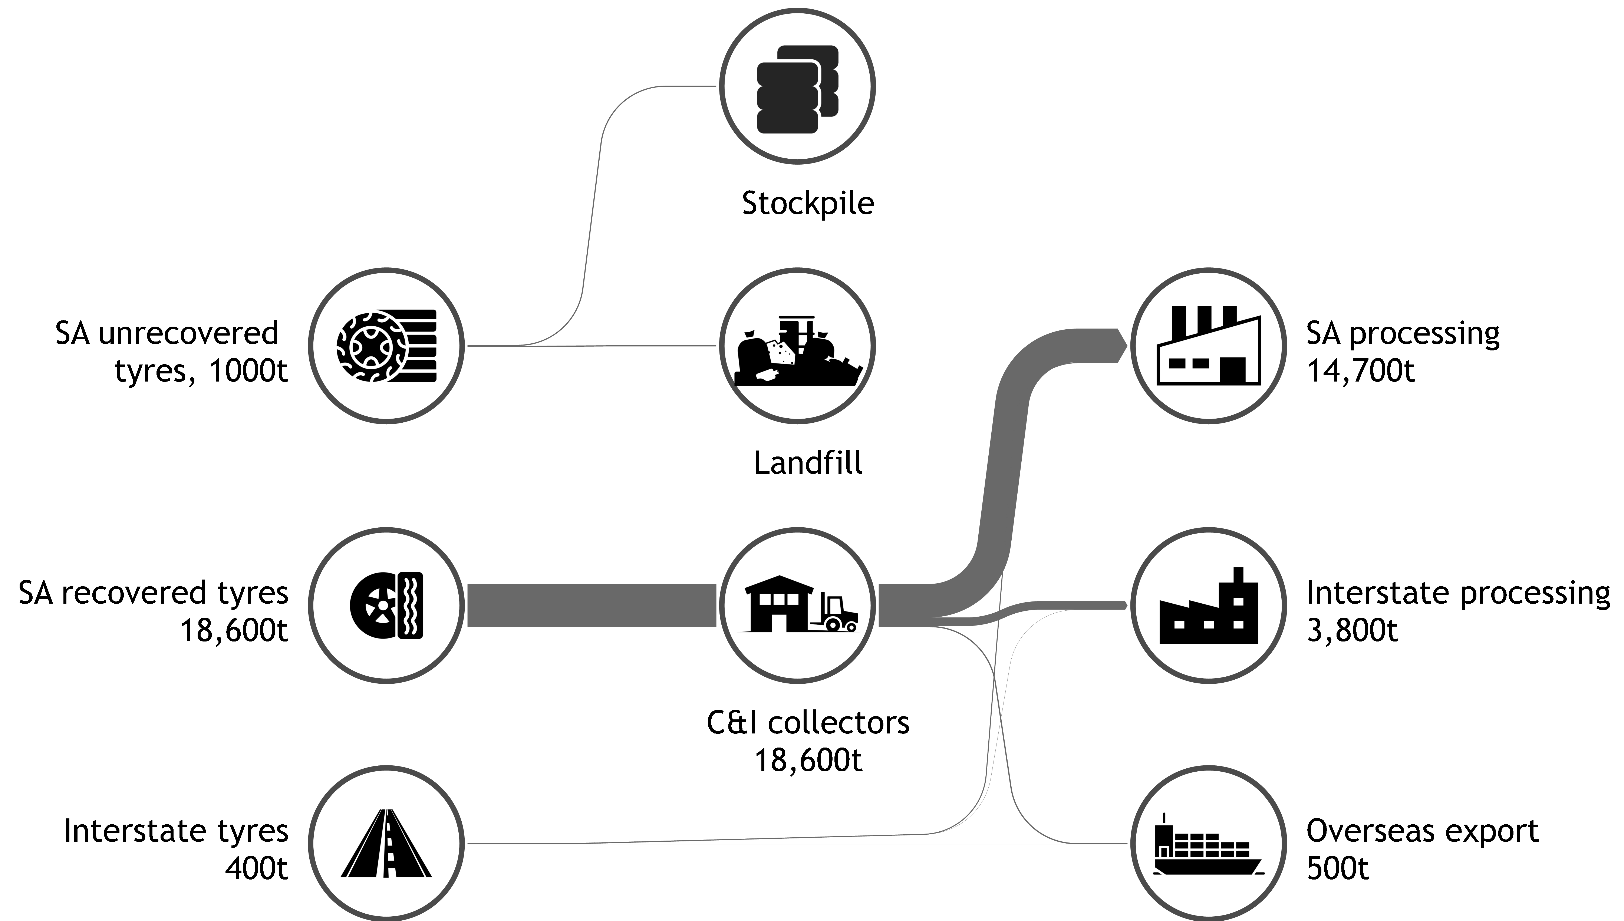 Stockpile
SA unrecovered
tyres, 1000t
Landfill
SA processing
14,700t
SA recovered tyres
18,600t
C&I collectors
18,600t
Interstate processing
3,800t
Interstate tyres
400t
Overseas export
500t